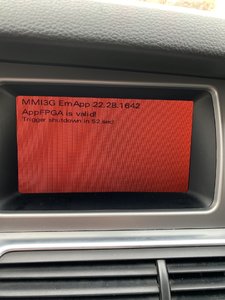 MMI3G EmApp 22.28.1642
AppFPGA is valid!
Trigger shutdown in 52 sec